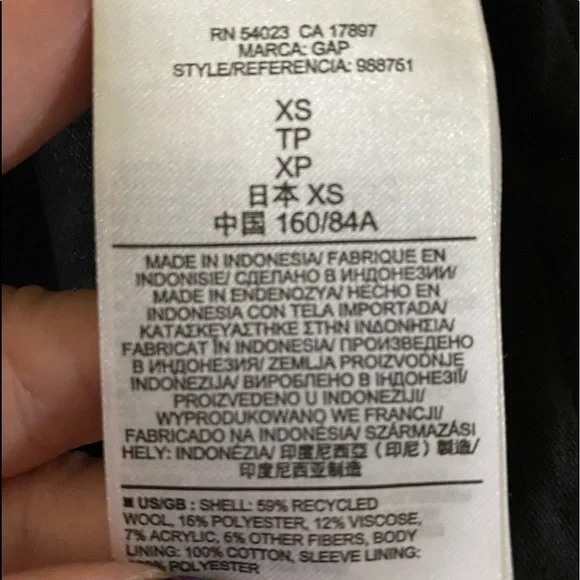 RN 54023 CA 17897
MARCA: GAP
STYLE/REFERENCIA: 988761
XS
TP
XP
日本 XS
中国 160/84A
MADE IN INDONESIA/ FABRIQUE EN
INDONISIE/ СДЕЛАНО В ИНДОНЕЗИИ/
MADE IN ENDENOZYA/ HECHO EN
INDONESIA CON TELA IMPORTADA/
ΚΑΤΑΣΚΕΥΑΣΤΗΚΕ ΣΤΗΝ ΙΝΔΟΝΗΣΙΑ/
FABRICAT ÎN INDONESIA/ ПРОИЗВЕДЕНО
В ИНДОНЕЗИЯ/ ZEMLJA PROIZVODNJE
INDONEZIJA/ ВИРОБЛЕНО В ІНДОНЕЗІЇ/
PROIZVEDENO U INDONEZIJI/
WYPRODUKOWANO WE FRANCJI/
FABRICADO NA INDONÉSIA/ SZÁRMAZÁSI
HELY: INDONÉZIA/ 印度尼西亞（印尼）製造/
印度尼西亚制造
■ US/GB : SHELL: 59% RECYCLED
WOOL, 15% POLYESTER, 12% VISCOSE,
7% ACRYLIC, 6% OTHER FIBERS, BODY
LINING: 100% COTTON, SLEEVE LINING:
POLYESTER